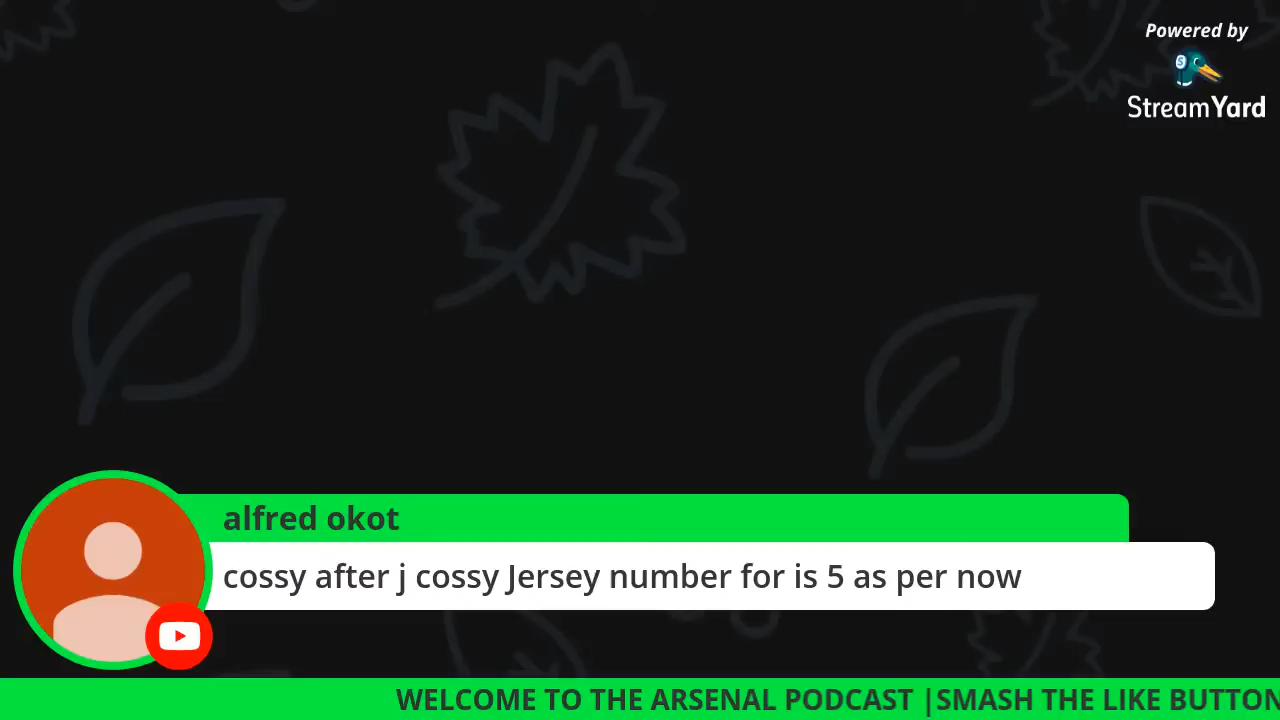 Powered by
StreamYard
alfred okot
cossy after j cossy Jersey number for is 5 as per now
WELCOME TO THE ARSENAL PODCAST |SMASH THE LIKE BUTTON